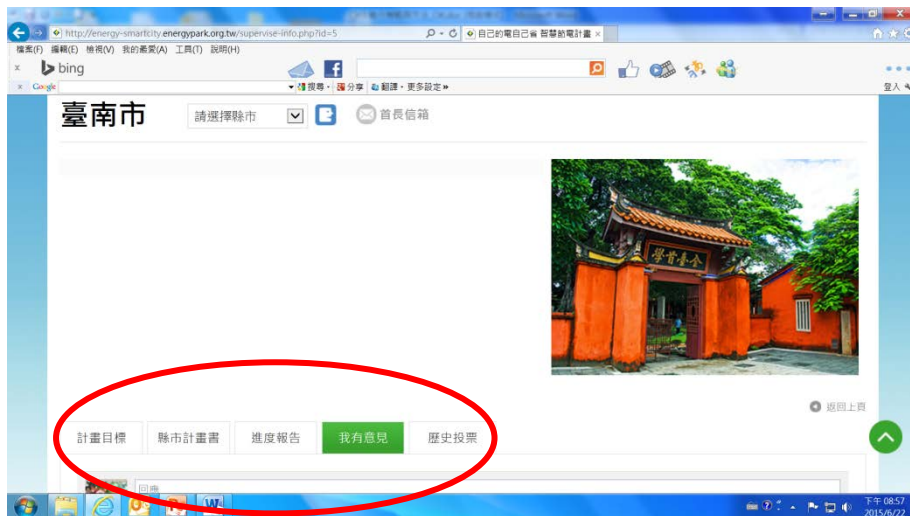 http://energy-smartcity.energypark.org.tw/supervise-info.php?id=5
自己的電自己省 智慧節電計畫 ×
檔案(F) 編輯(E) 檢視(V) 我的最愛(A) 工具(T) 說明(H)
x bing
x Google 搜尋 分享 翻譯 更多設定 » 登入
臺南市 請選擇縣市 首長信箱
全臺首學
返回上頁
計畫目標 縣市計畫書 進度報告 我有意見 歷史投票
回應
下午 08:57
2015/6/22